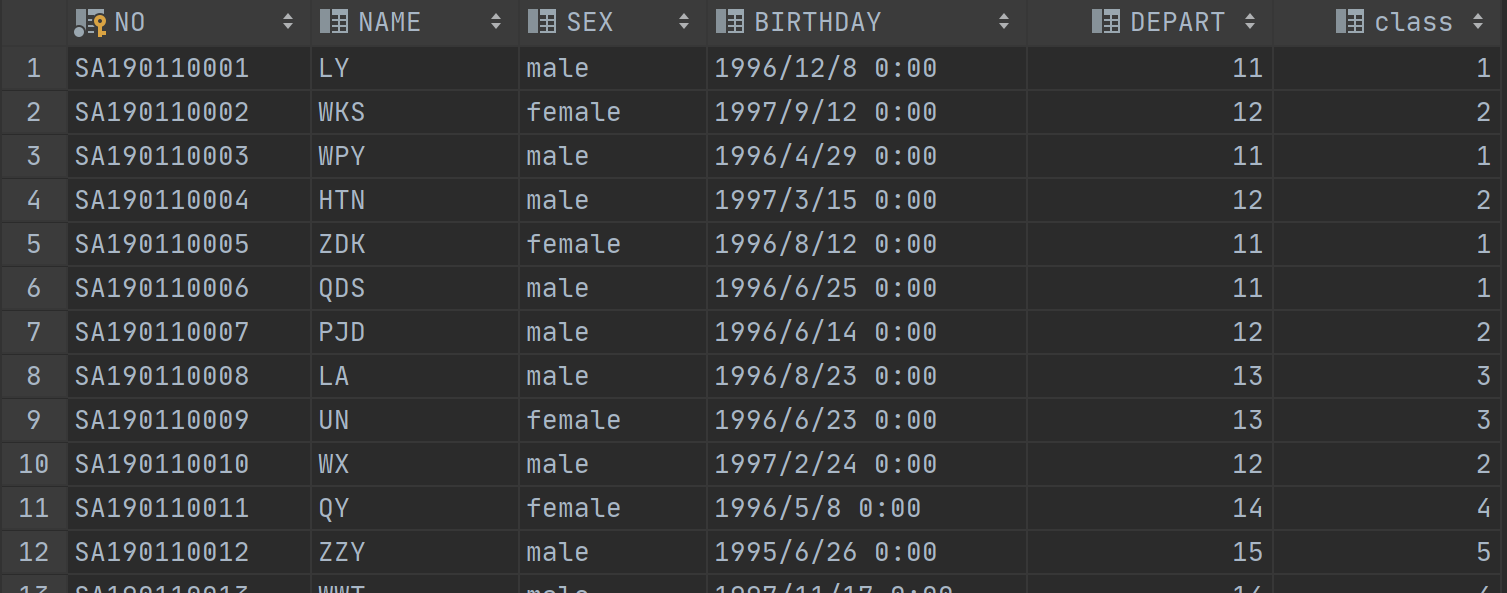 NO NAME SEX BIRTHDAY DEPART class
1 SA190110001 LY male 1996/12/8 0:00 11 1
2 SA190110002 WKS female 1997/9/12 0:00 12 2
3 SA190110003 WPY male 1996/4/29 0:00 11 1
4 SA190110004 HTN male 1997/3/15 0:00 12 2
5 SA190110005 ZDK female 1996/8/12 0:00 11 1
6 SA190110006 QDS male 1996/6/25 0:00 11 1
7 SA190110007 PJD male 1996/6/14 0:00 12 2
8 SA190110008 LA male 1996/8/23 0:00 13 3
9 SA190110009 UN female 1996/6/23 0:00 13 3
10 SA190110010 WX male 1997/2/24 0:00 12 2
11 SA190110011 QY female 1996/5/8 0:00 14 4
12 SA190110012 ZZY male 1995/6/26 0:00 15 5
13 SA190110013 male 1997/11/17 0:00